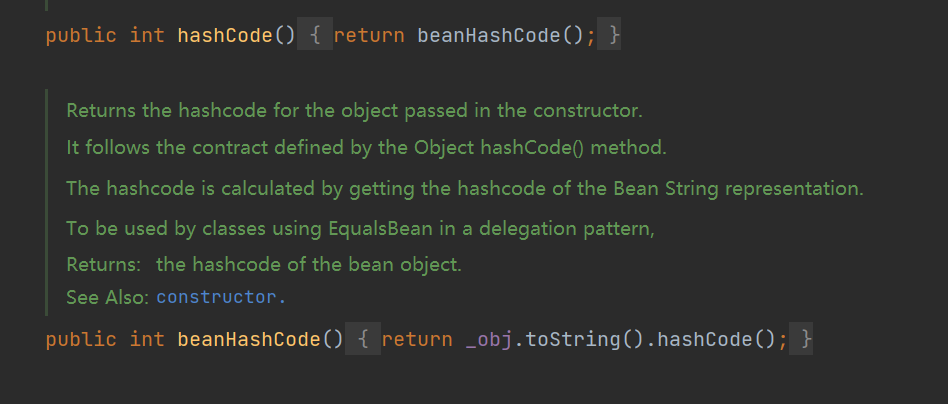 public int hashCode() { return beanHashCode(); }
Returns the hashcode for the object passed in the constructor.
It follows the contract defined by the Object hashCode() method.
The hashcode is calculated by getting the hashcode of the Bean String representation.
To be used by classes using EqualsBean in a delegation pattern,
Returns: the hashcode of the bean object.
See Also: constructor.
public int beanHashCode() { return _obj.toString().hashCode(); }